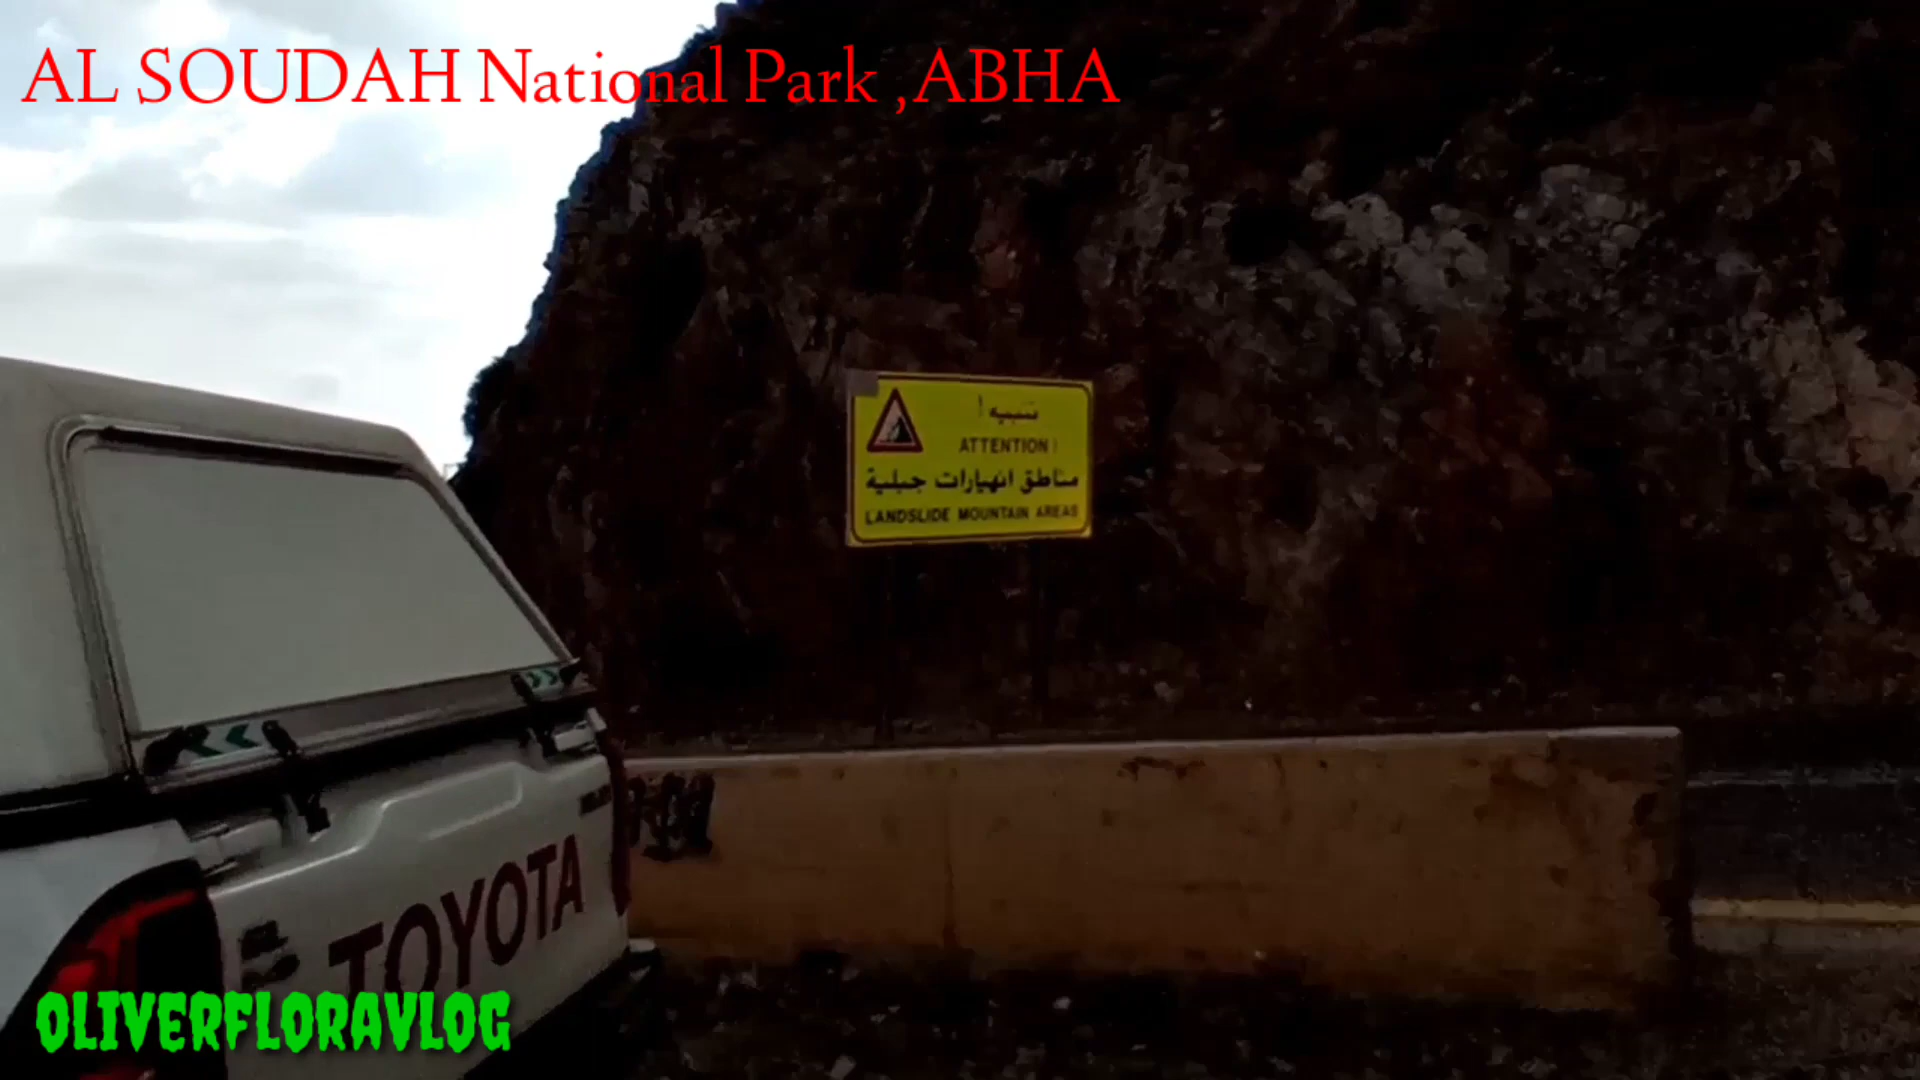 AL SOUDAH National Park ,ABHA
تنبيه !
ATTENTION !
مناطق انهيارات جبلية
LANDSLIDE MOUNTAIN AREAS
TOYOTA
OLIVERFLORAVLOG